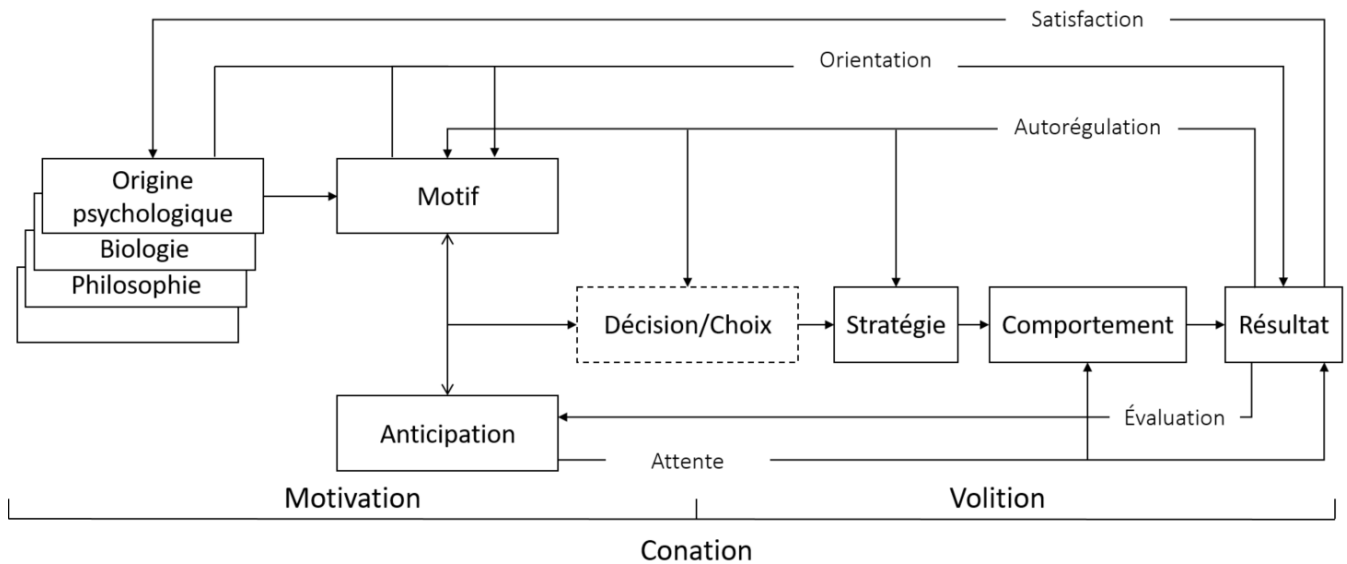 Satisfaction
Orientation
Autorégulation
Origine
psychologique
Motif
Biologie
Philosophie
Décision/Choix
Stratégie
Comportement
Résultat
Évaluation
Anticipation
Attente
Motivation
Volition
Conation